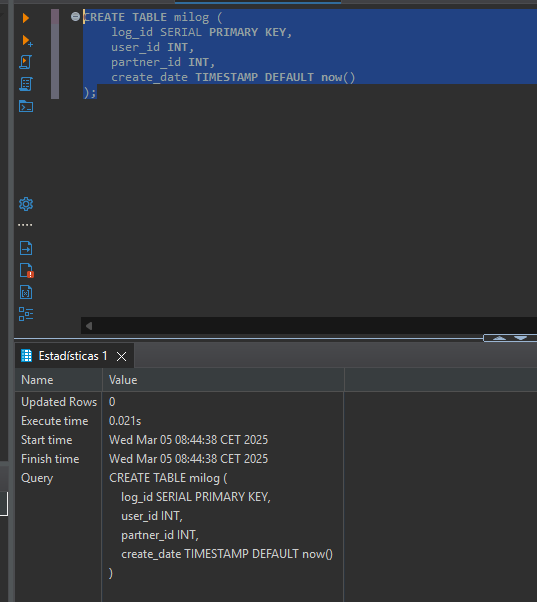 CREATE TABLE milog (
log_id SERIAL PRIMARY KEY,
user_id INT,
partner_id INT,
create_date TIMESTAMP DEFAULT now()
);
Estadísticas 1
Name Value
Updated Rows 0
Execute time 0.021s
Start time Wed Mar 05 08:44:38 CET 2025
Finish time Wed Mar 05 08:44:38 CET 2025
Query CREATE TABLE milog (
log_id SERIAL PRIMARY KEY,
user_id INT,
partner_id INT,
create_date TIMESTAMP DEFAULT now()
)